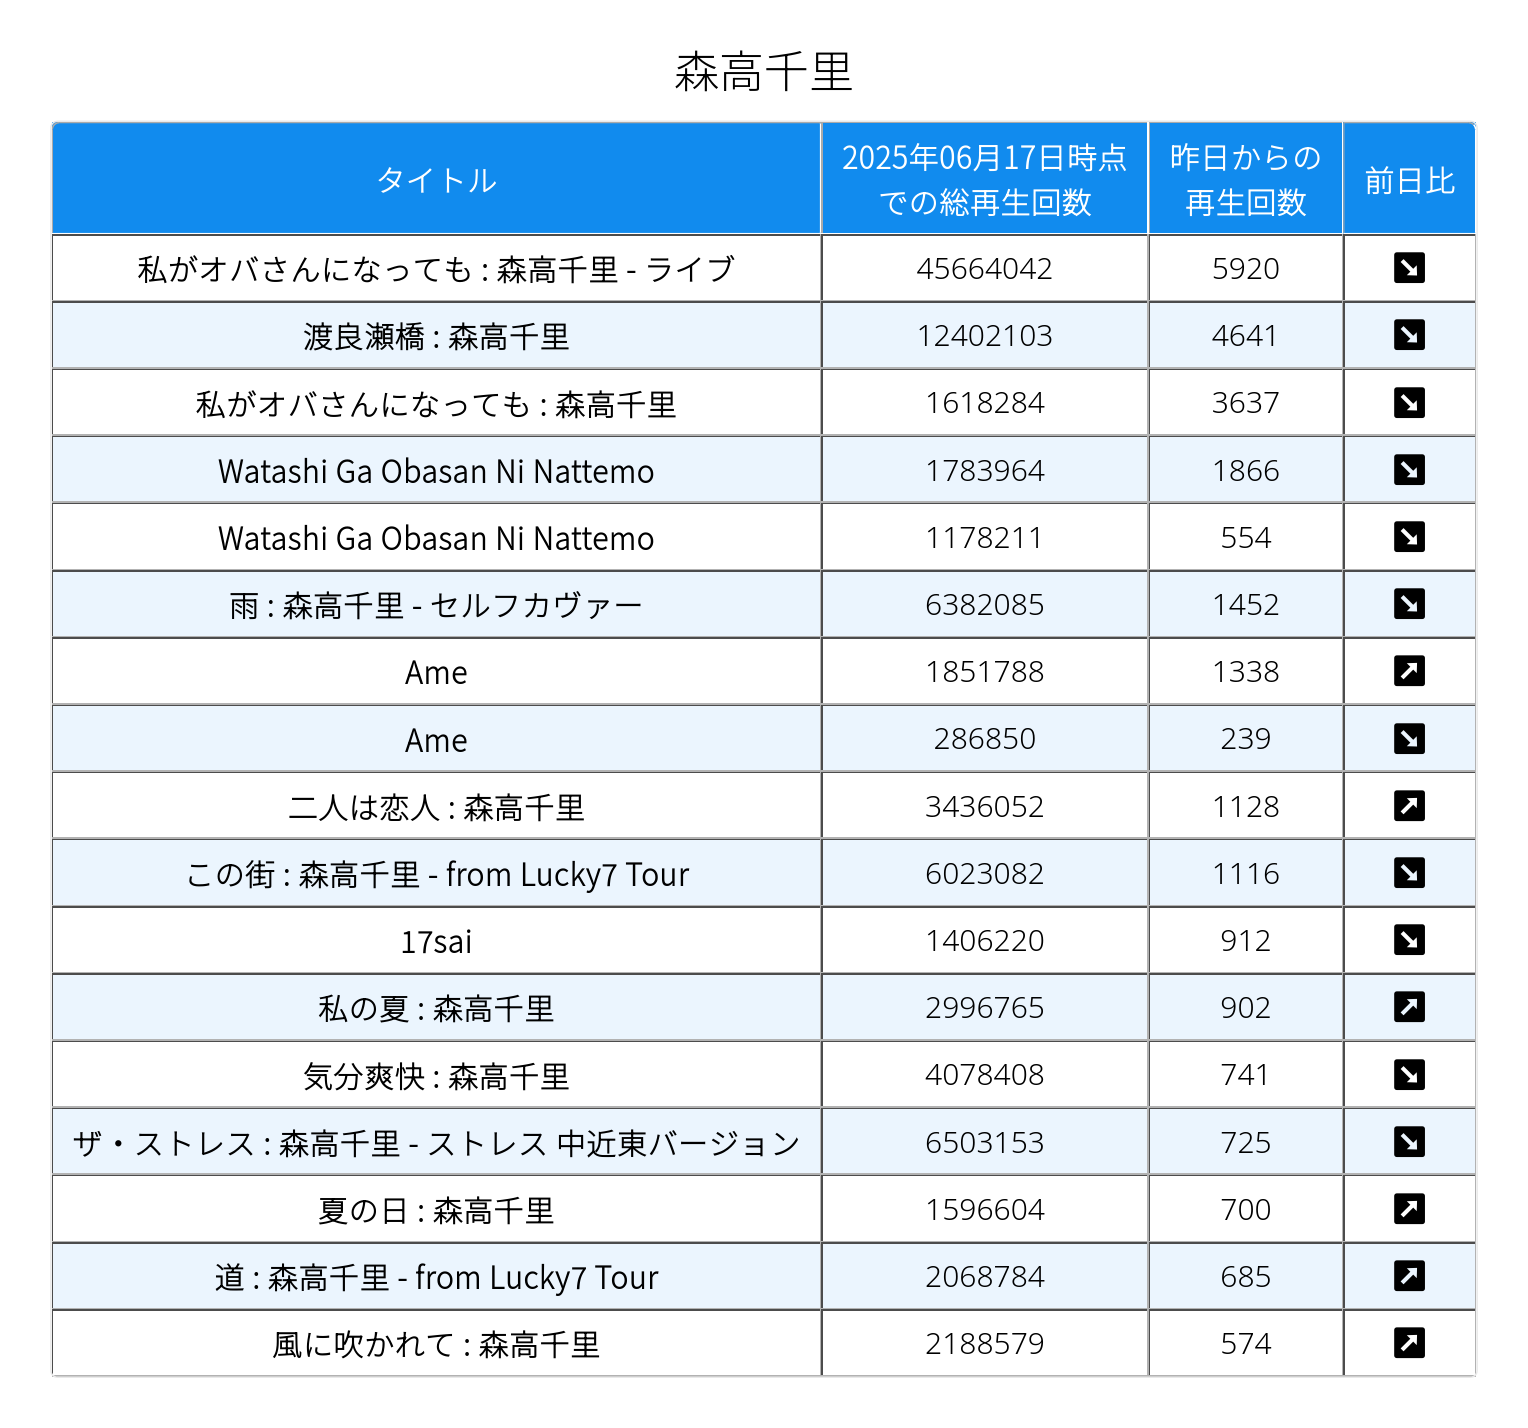 森高千里
タイトル
2025年06月17日時点
での総再生回数
昨日からの
再生回数
前日比
私がオバさんになっても : 森高千里 - ライブ 45664042 5920
渡良瀬橋 : 森高千里 12402103 4641
私がオバさんになっても : 森高千里 1618284 3637
Watashi Ga Obasan Ni Nattemo 1783964 1866
Watashi Ga Obasan Ni Nattemo 1178211 554
雨 : 森高千里 - セルフカヴァー 6382085 1452
Ame 1851788 1338
Ame 286850 239
二人は恋人 : 森高千里 3436052 1128
この街 : 森高千里 - from Lucky7 Tour 6023082 1116
17sai 1406220 912
私の夏 : 森高千里 2996765 902
気分爽快 : 森高千里 4078408 741
ザ・ストレス : 森高千里 - ストレス 中近東バージョン 6503153 725
夏の日 : 森高千里 1596604 700
道 : 森高千里 - from Lucky7 Tour 2068784 685
風に吹かれて : 森高千里 2188579 574